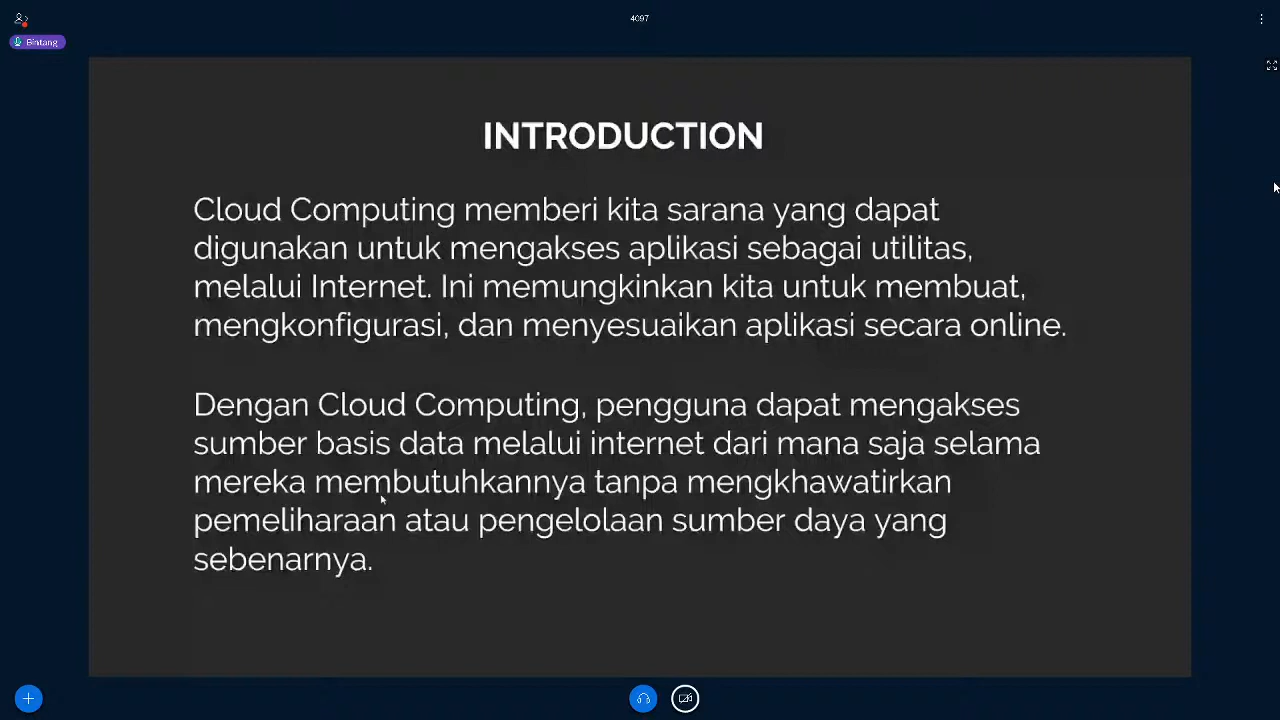 4097
Bintang
INTRODUCTION
Cloud Computing memberi kita sarana yang dapat
digunakan untuk mengakses aplikasi sebagai utilitas,
melalui Internet. Ini memungkinkan kita untuk membuat,
mengkonfigurasi, dan menyesuaikan aplikasi secara online.
Dengan Cloud Computing, pengguna dapat mengakses
sumber basis data melalui internet dari mana saja selama
mereka membutuhkannya tanpa mengkhawatirkan
pemeliharaan atau pengelolaan sumber daya yang
sebenarnya.